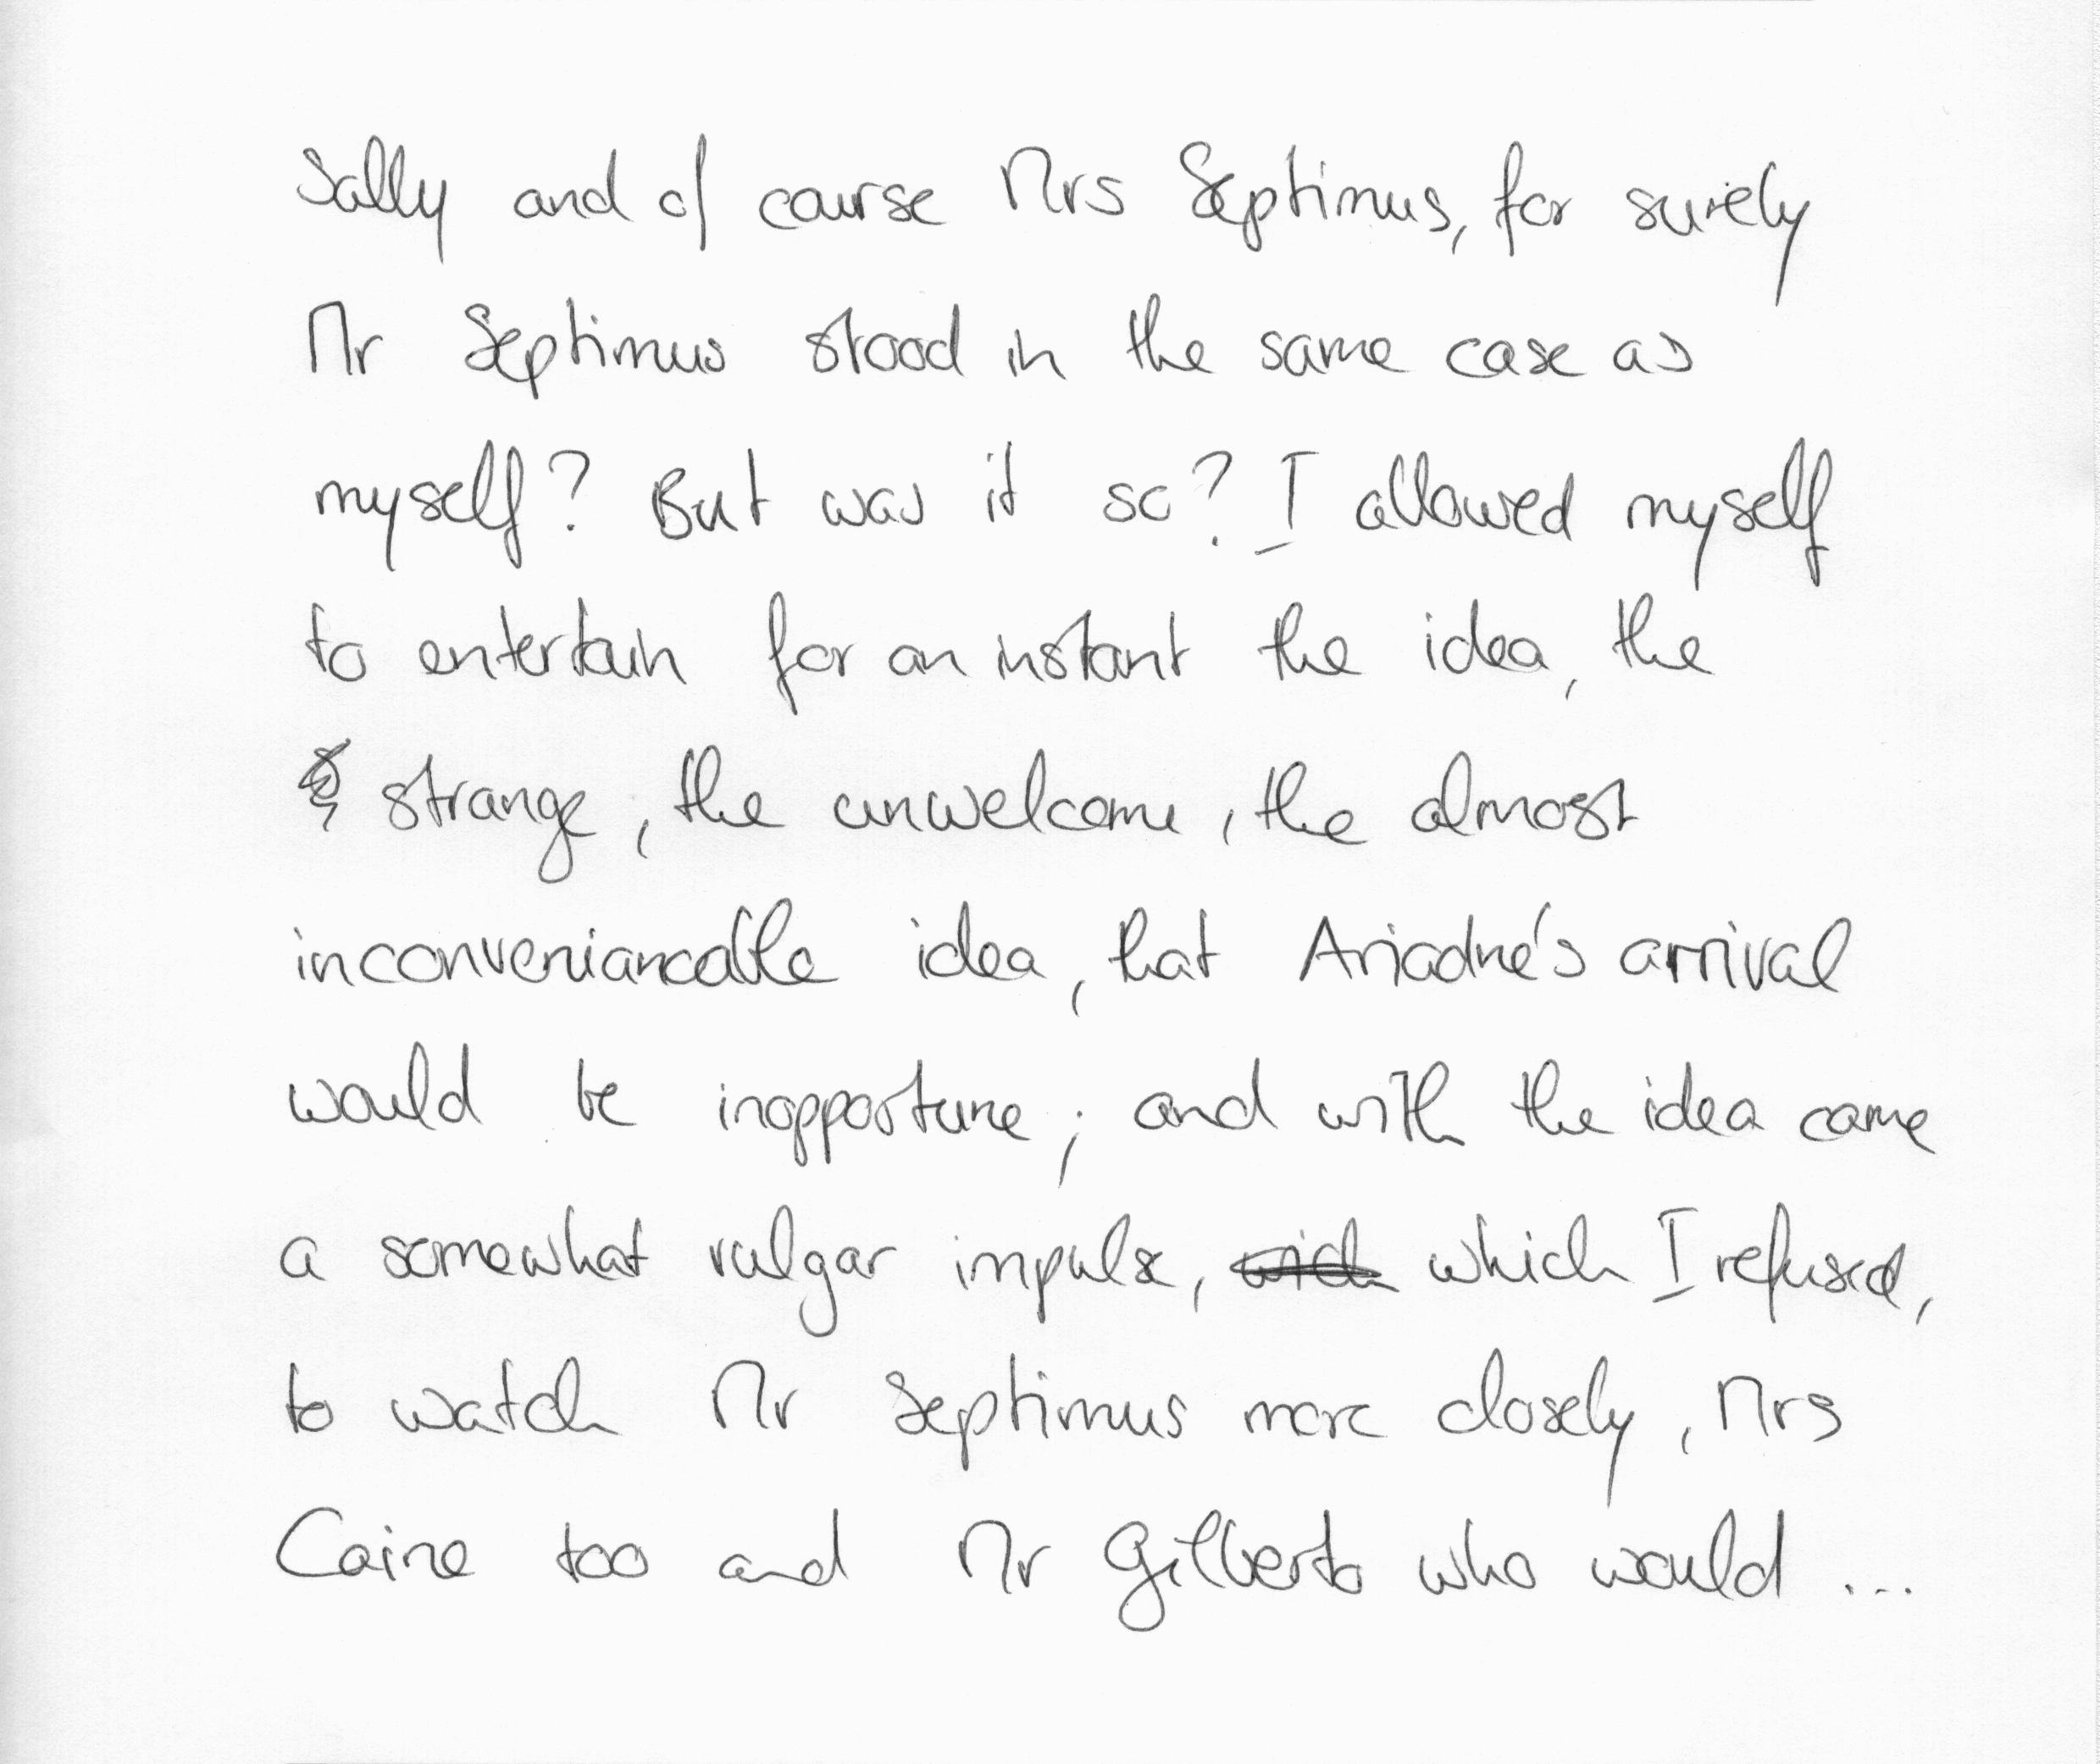 Sally and of course Mrs Septimus, for surely
Mr Septimus stood in the same case as
myself? But was it so? I allowed myself
to entertain for an instant the idea, the
strange, the unwelcome, the almost
inconvenianceable idea, that Ariadne's arrival
would be inopportune; and with the idea came
a somewhat vulgar impulse, which I refused,
to watch Mr Septimus more closely, Mrs
Caine too and Mr Gilberto who would ...